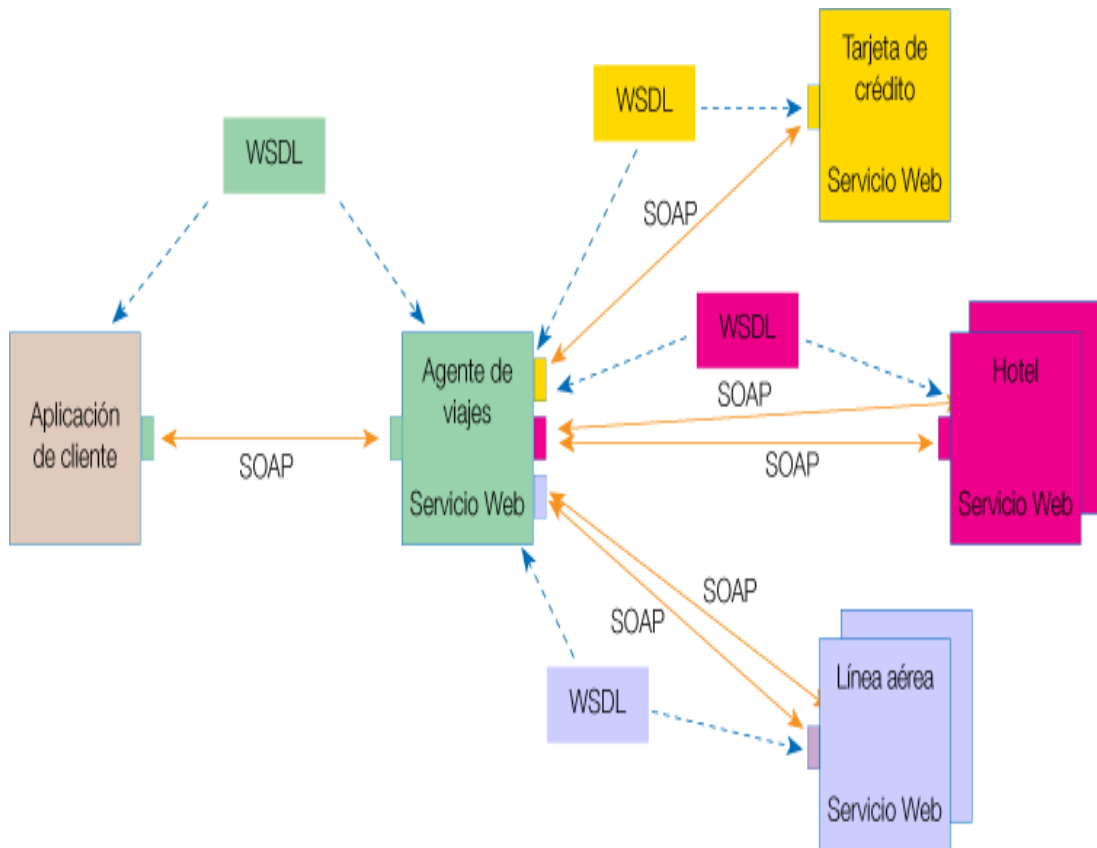 Tarjeta de
crédito
Servicio Web
WSDL
WSDL
SOAP
WSDL
Agente de
viajes
Servicio Web
Hotel
Servicio Web
SOAP
SOAP
Aplicación
de cliente
SOAP
SOAP
SOAP
WSDL
Línea aérea
Servicio Web